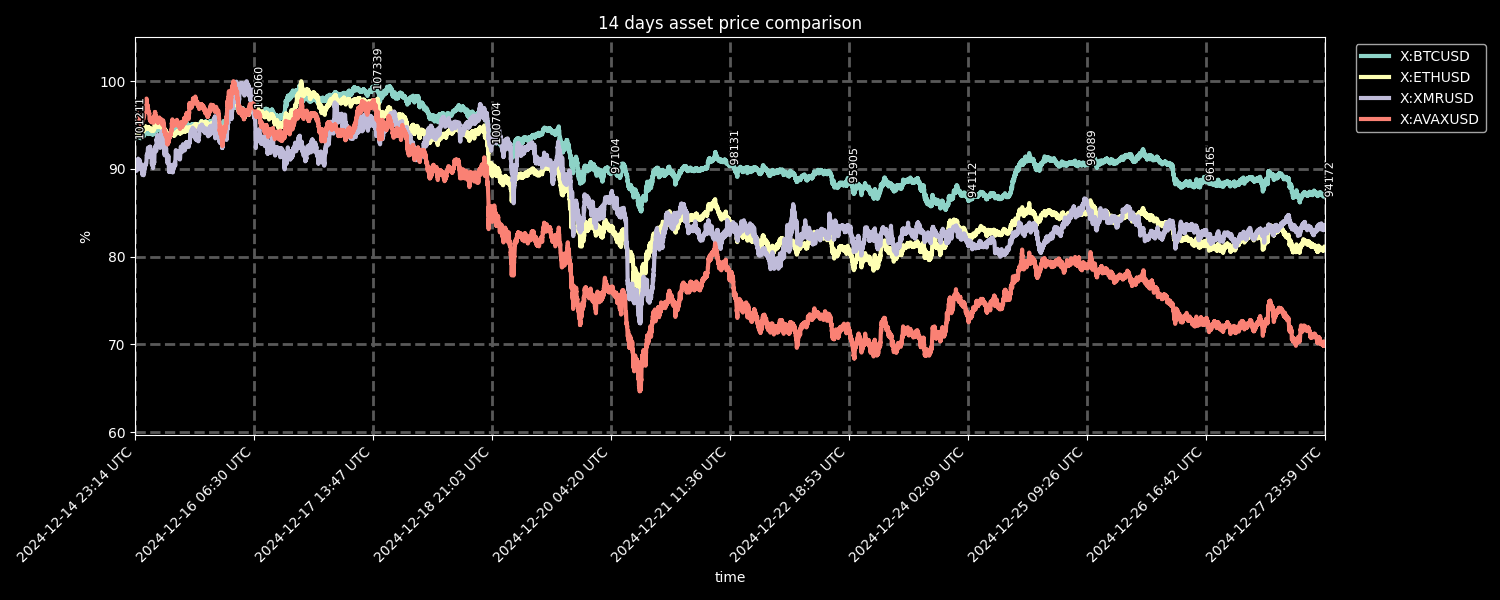 14 days asset price comparison
X:BTCUSD
X:ETHUSD
X:XMRUSD
X:AVAXUSD
%
100
90
80
70
60
101211
105060
107339
100704
97104
98131
95905
94112
98089
96165
94172
2024-12-14 23:14 UTC
2024-12-16 06:30 UTC
2024-12-17 13:47 UTC
2024-12-18 21:03 UTC
2024-12-20 04:20 UTC
2024-12-21 11:36 UTC
2024-12-22 18:53 UTC
2024-12-24 02:09 UTC
2024-12-25 09:26 UTC
2024-12-26 16:42 UTC
2024-12-27 23:59 UTC
time